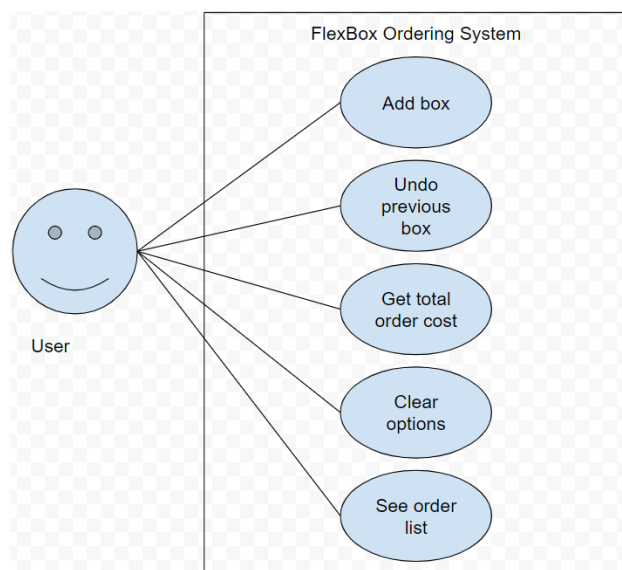 FlexBox Ordering System
Add box
Undo
previous
box
Get total
order cost
User
Clear
options
See order
list